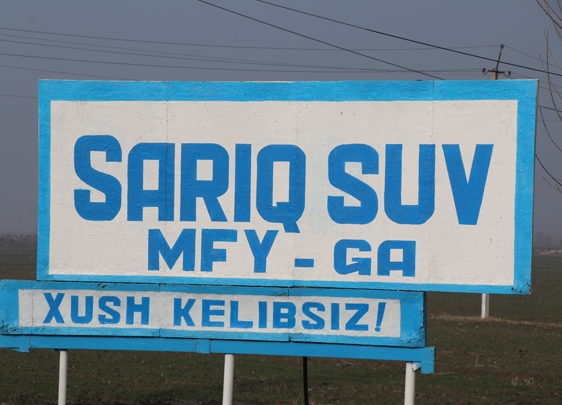 SARIQ SUV
MFY - GA
XUSH KELIBSIZ!